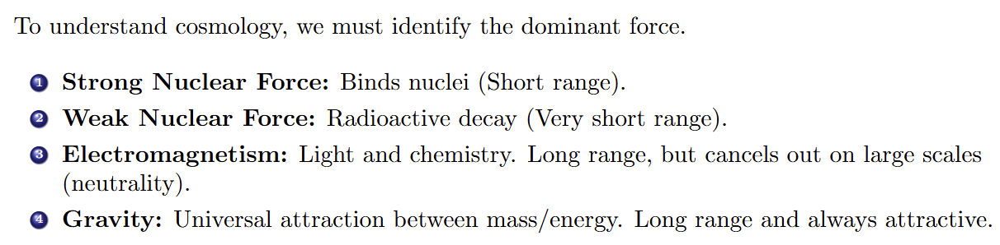 To understand cosmology, we must identify the dominant force.
1 Strong Nuclear Force: Binds nuclei (Short range).
2 Weak Nuclear Force: Radioactive decay (Very short range).
3 Electromagnetism: Light and chemistry. Long range, but cancels out on large scales
(neutrality).
4 Gravity: Universal attraction between mass/energy. Long range and always attractive.